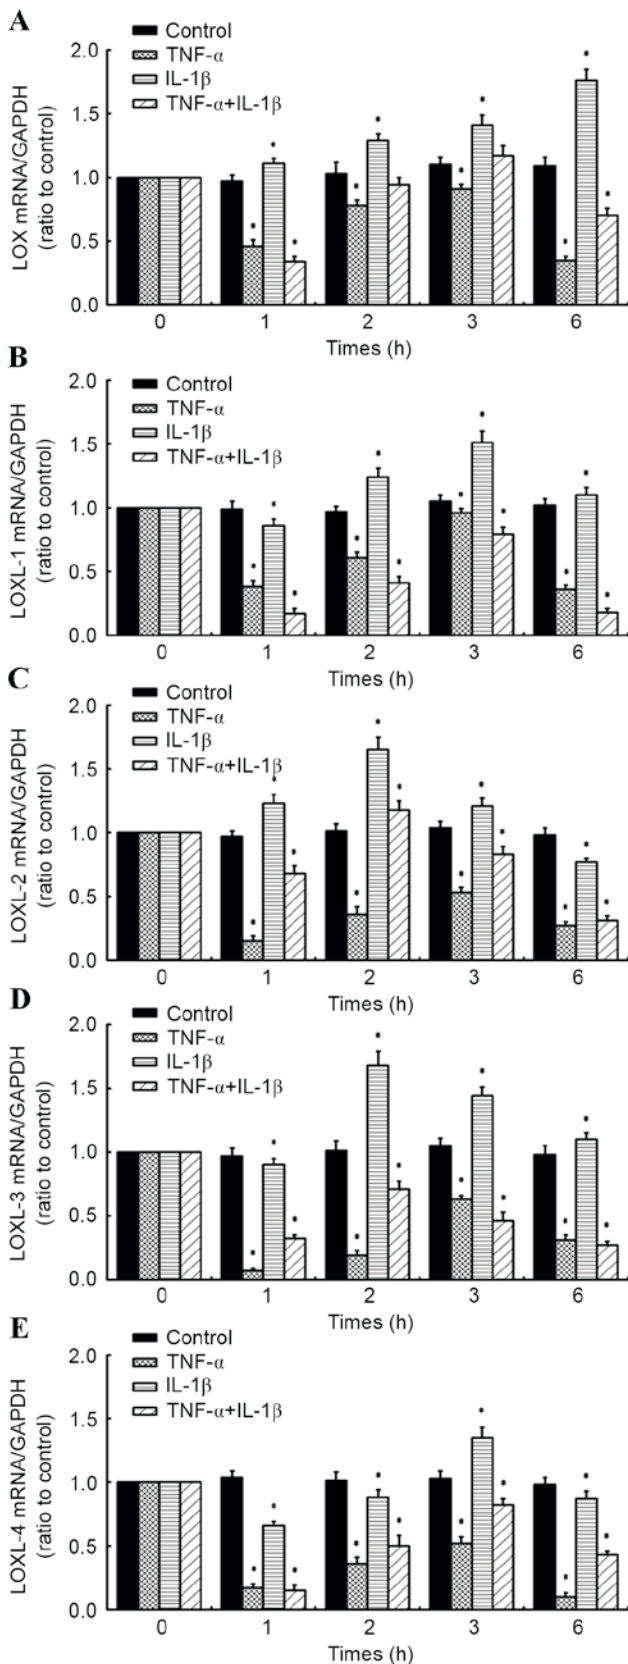 A
Control
TNF-α
IL-1β
TNF-α+IL-1β
LOX mRNA/GAPDH
(ratio to control)
2.0
1.5
1.0
0.5
0.0
* * * * * * * * * *
0 1 2 3 6
Times (h)
B
Control
TNF-α
IL-1β
TNF-α+IL-1β
LOXL-1 mRNA/GAPDH
(ratio to control)
2.0
1.5
1.0
0.5
0.0
* * * * * * * * * * * *
0 1 2 3 6
Times (h)
C
Control
TNF-α
IL-1β
TNF-α+IL-1β
LOXL-2 mRNA/GAPDH
(ratio to control)
2.0
1.5
1.0
0.5
0.0
* * * * * * * * * * * *
0 1 2 3 6
Times (h)
D
Control
TNF-α
IL-1β
TNF-α+IL-1β
LOXL-3 mRNA/GAPDH
(ratio to control)
2.0
1.5
1.0
0.5
0.0
* * * * * * * * * * * *
0 1 2 3 6
Times (h)
E
Control
TNF-α
IL-1β
TNF-α+IL-1β
LOXL-4 mRNA/GAPDH
(ratio to control)
2.0
1.5
1.0
0.5
0.0
* * * * * * * * * * * *
0 1 2 3 6
Times (h)